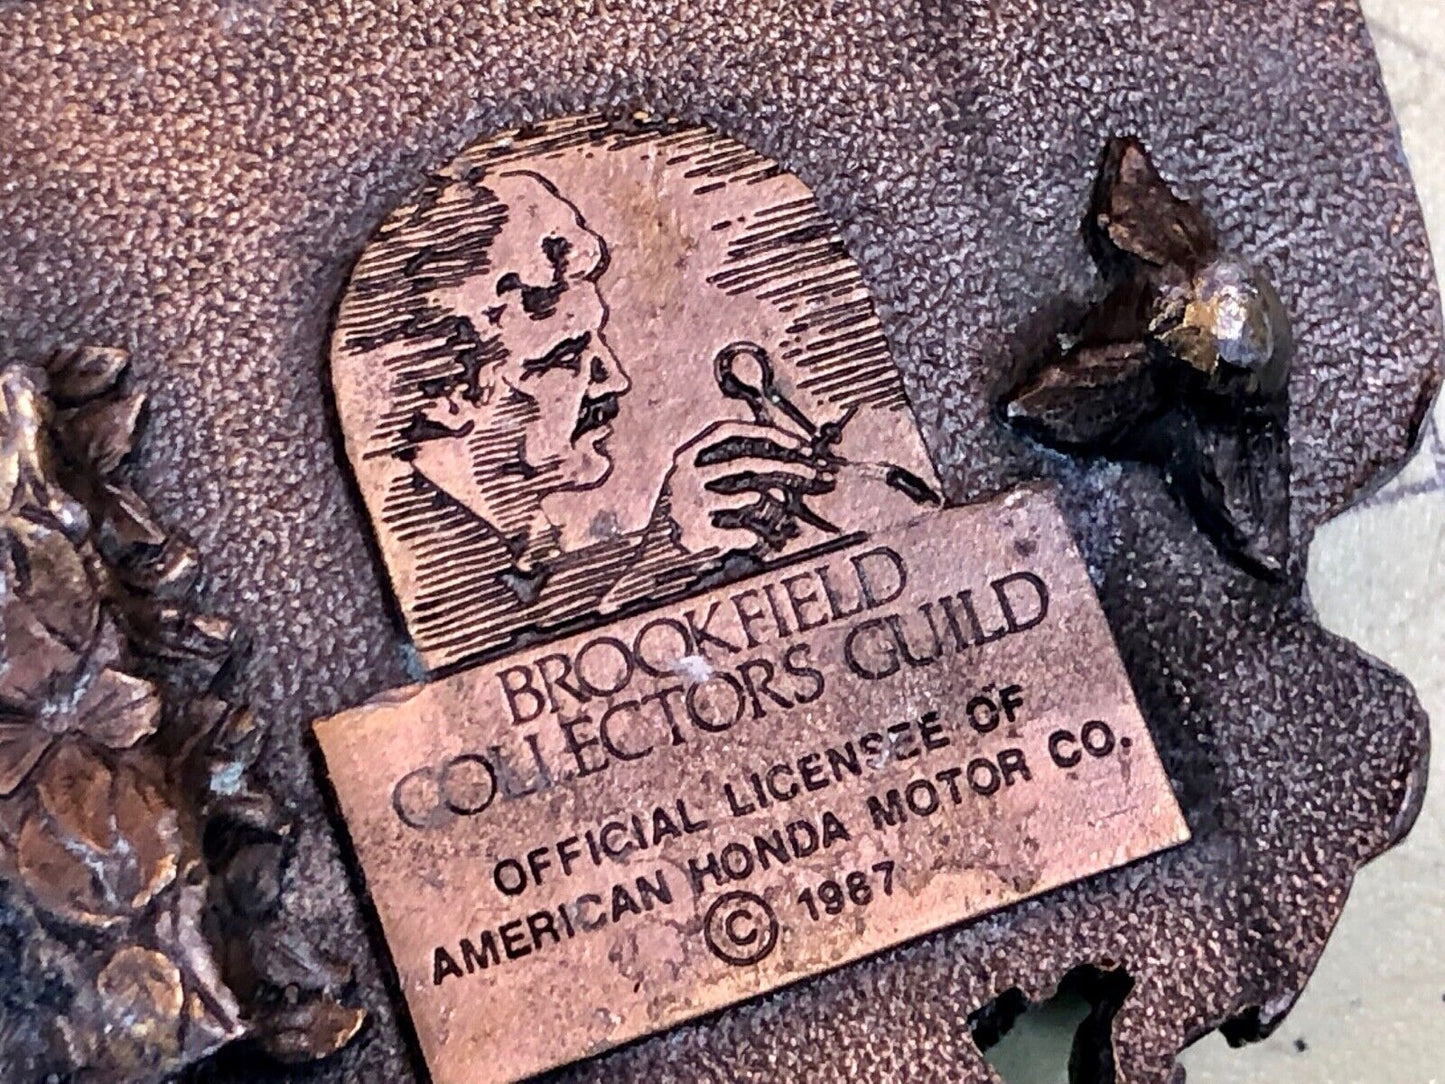 BROOKFIELD
COLLECTORS GUILD
OFFICIAL LICENSEE OF
AMERICAN HONDA MOTOR CO.
© 1987